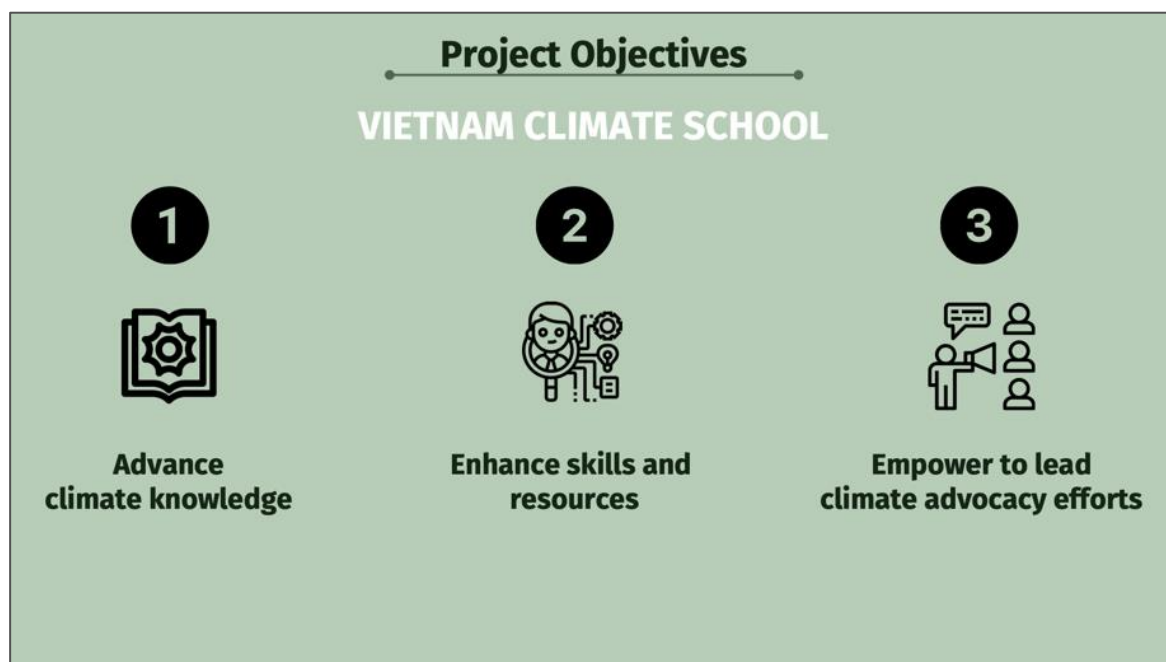 Project Objectives
VIETNAM CLIMATE SCHOOL
1
2
3
Advance
climate knowledge
Enhance skills and
resources
Empower to lead
climate advocacy efforts